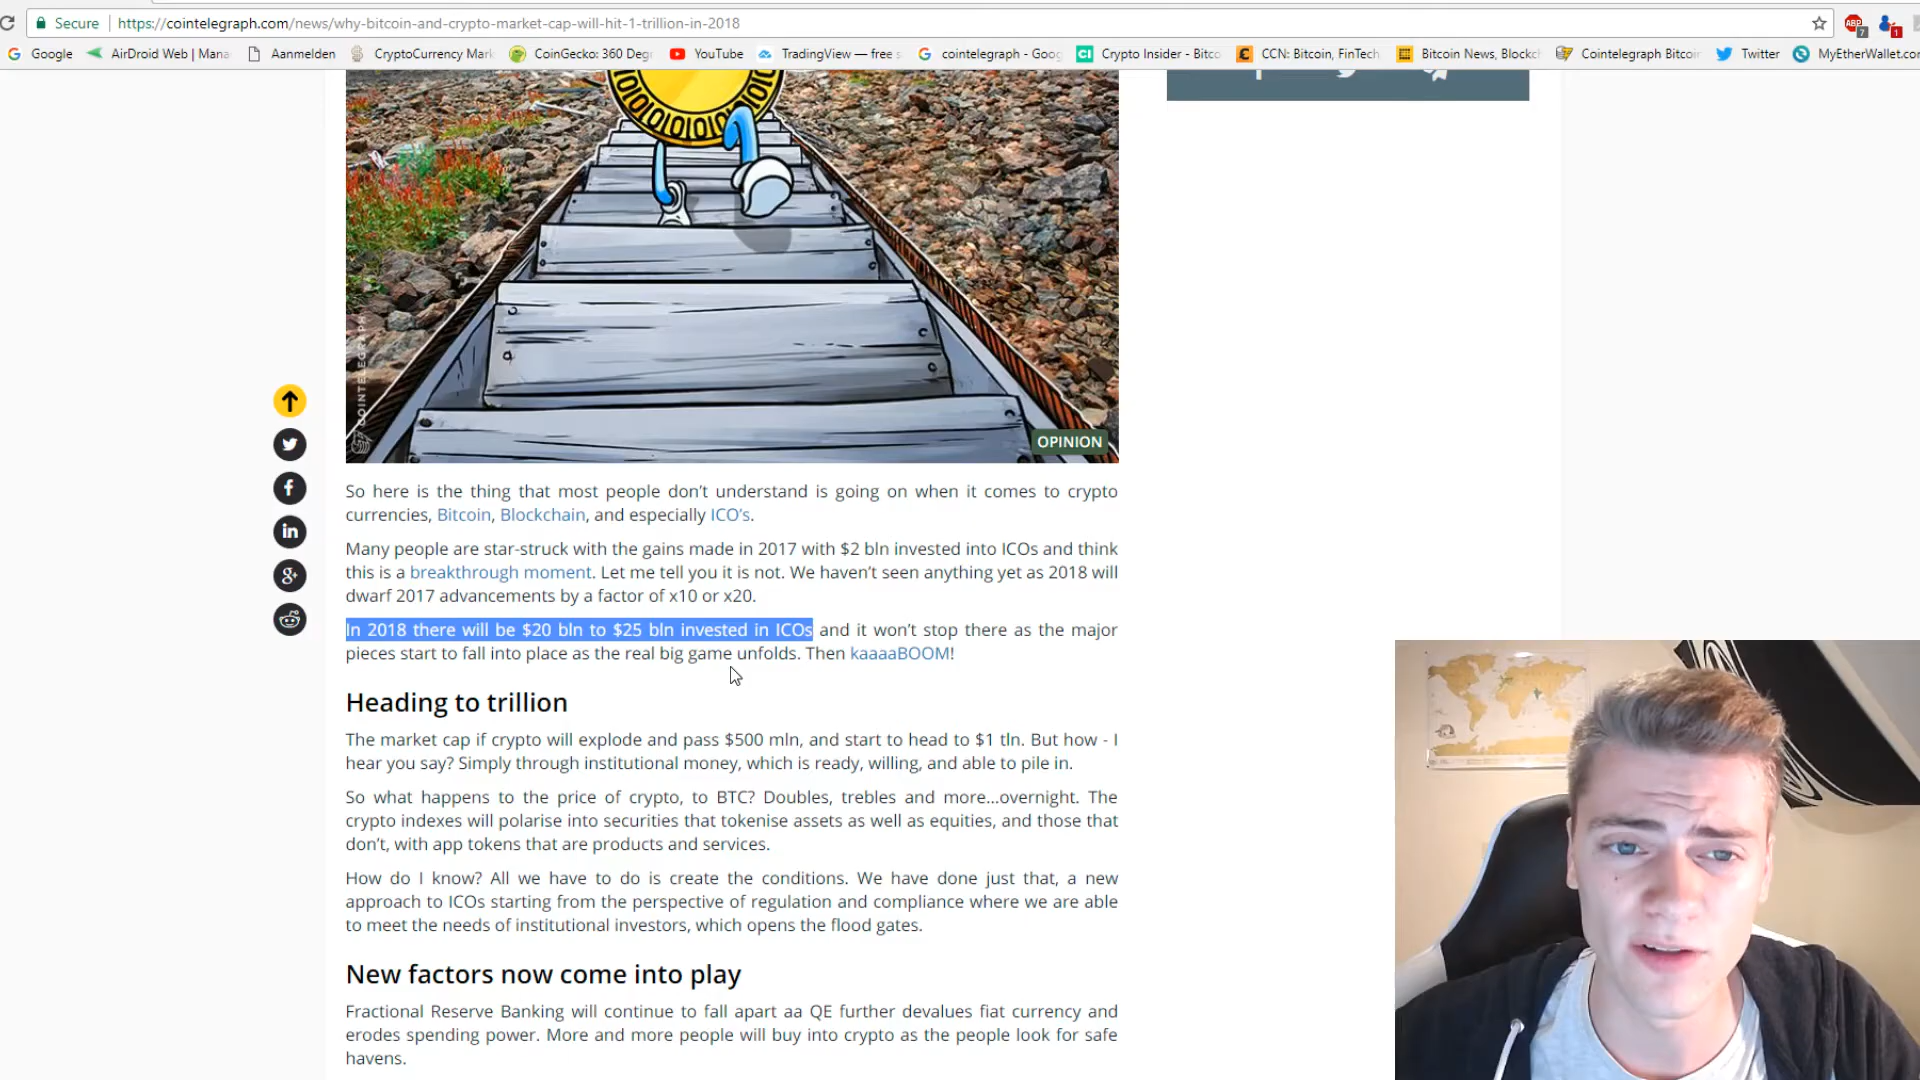 Secure https://cointelegraph.com/news/why-bitcoin-and-crypto-market-cap-will-hit-1-trillion-in-2018
Google AirDroid Web | Mana Aanmelden CryptoCurrency Mark CoinGecko: 360 Deg YouTube TradingView — free s cointelegraph - Goog Crypto Insider - Bitco CCN: Bitcoin, FinTech Bitcoin News, Blockch Cointelegraph Bitcoin Twitter MyEtherWallet.com
COINTELEGRAPH
OPINION
So here is the thing that most people don’t understand is going on when it comes to crypto
currencies, Bitcoin, Blockchain, and especially ICO’s.
Many people are star-struck with the gains made in 2017 with $2 bln invested into ICOs and think
this is a breakthrough moment. Let me tell you it is not. We haven’t seen anything yet as 2018 will
dwarf 2017 advancements by a factor of x10 or x20.
In 2018 there will be $20 bln to $25 bln invested in ICOs and it won’t stop there as the major
pieces start to fall into place as the real big game unfolds. Then kaaaaBOOM!
Heading to trillion
The market cap if crypto will explode and pass $500 mln, and start to head to $1 tln. But how - I
hear you say? Simply through institutional money, which is ready, willing, and able to pile in.
So what happens to the price of crypto, to BTC? Doubles, trebles and more...overnight. The
crypto indexes will polarise into securities that tokenise assets as well as equities, and those that
don’t, with app tokens that are products and services.
How do I know? All we have to do is create the conditions. We have done just that, a new
approach to ICOs starting from the perspective of regulation and compliance where we are able
to meet the needs of institutional investors, which opens the flood gates.
New factors now come into play
Fractional Reserve Banking will continue to fall apart aa QE further devalues fiat currency and
erodes spending power. More and more people will buy into crypto as the people look for safe
havens.